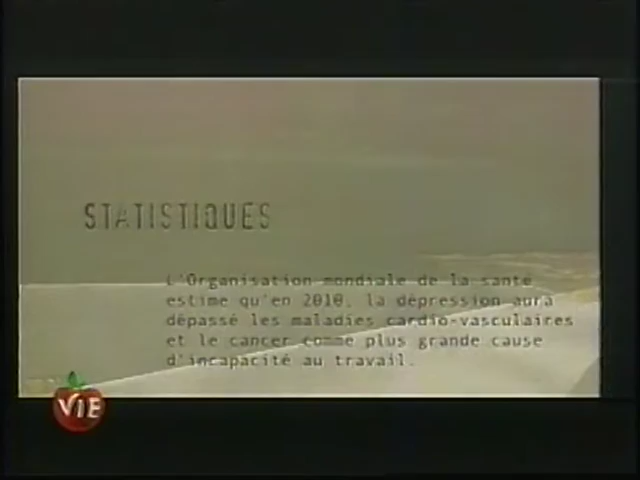 STATISTIQUES
L'Organisation mondiale de la santé
estime qu'en 2010, la dépression aura
dépassé les maladies cardio-vasculaires
et le cancer comme plus grande cause
d'incapacité au travail.
VIE